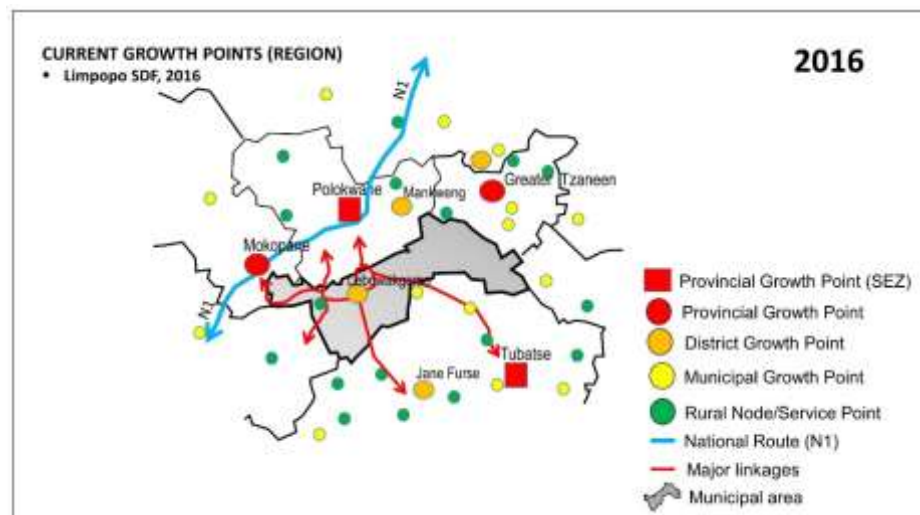 CURRENT GROWTH POINTS (REGION)
• Limpopo SDF, 2016
2016
N1
Polokwane
Mankweng
Greater Tzaneen
Mokopane
Lebowakgomo
N1
Tubatse
Jane Furse
Provincial Growth Point (SEZ)
Provincial Growth Point
District Growth Point
Municipal Growth Point
Rural Node/Service Point
National Route (N1)
Major linkages
Municipal area